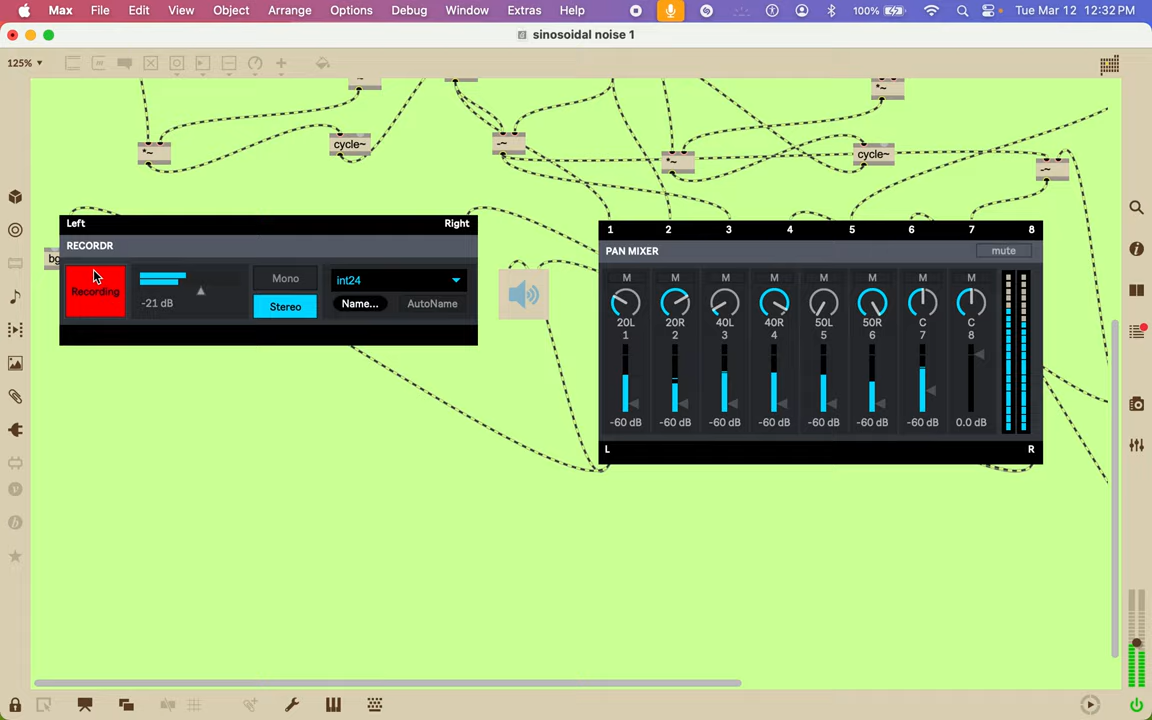 Max File Edit View Object Arrange Options Debug Window Extras Help 100% Tue Mar 12 12:32 PM
sinosoidal noise 1
125%
*~
*~
cycle~
-~
*~
cycle~
-~
Left Right
RECORDR
bg
Recording
-21 dB
Mono
Stereo
int24
Name... AutoName
1 2 3 4 5 6 7 8
PAN MIXER mute
M M M M M M M M
20L 20R 40L 40R 50L 50R C C
1 2 3 4 5 6 7 8
-60 dB -60 dB -60 dB -60 dB -60 dB -60 dB -60 dB 0.0 dB
L R